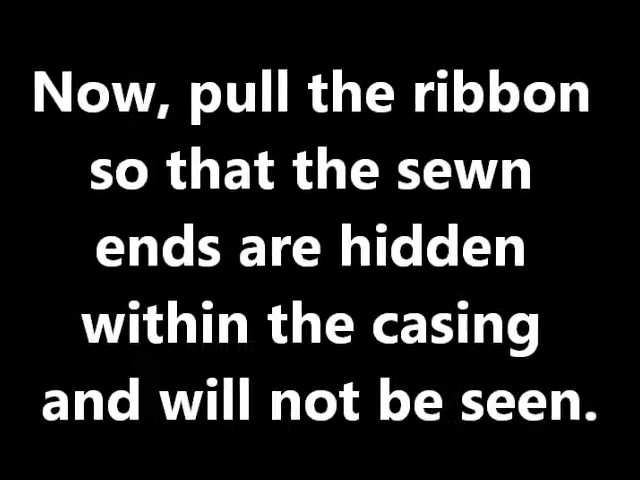 Now, pull the ribbon
so that the sewn
ends are hidden
within the casing
and will not be seen.